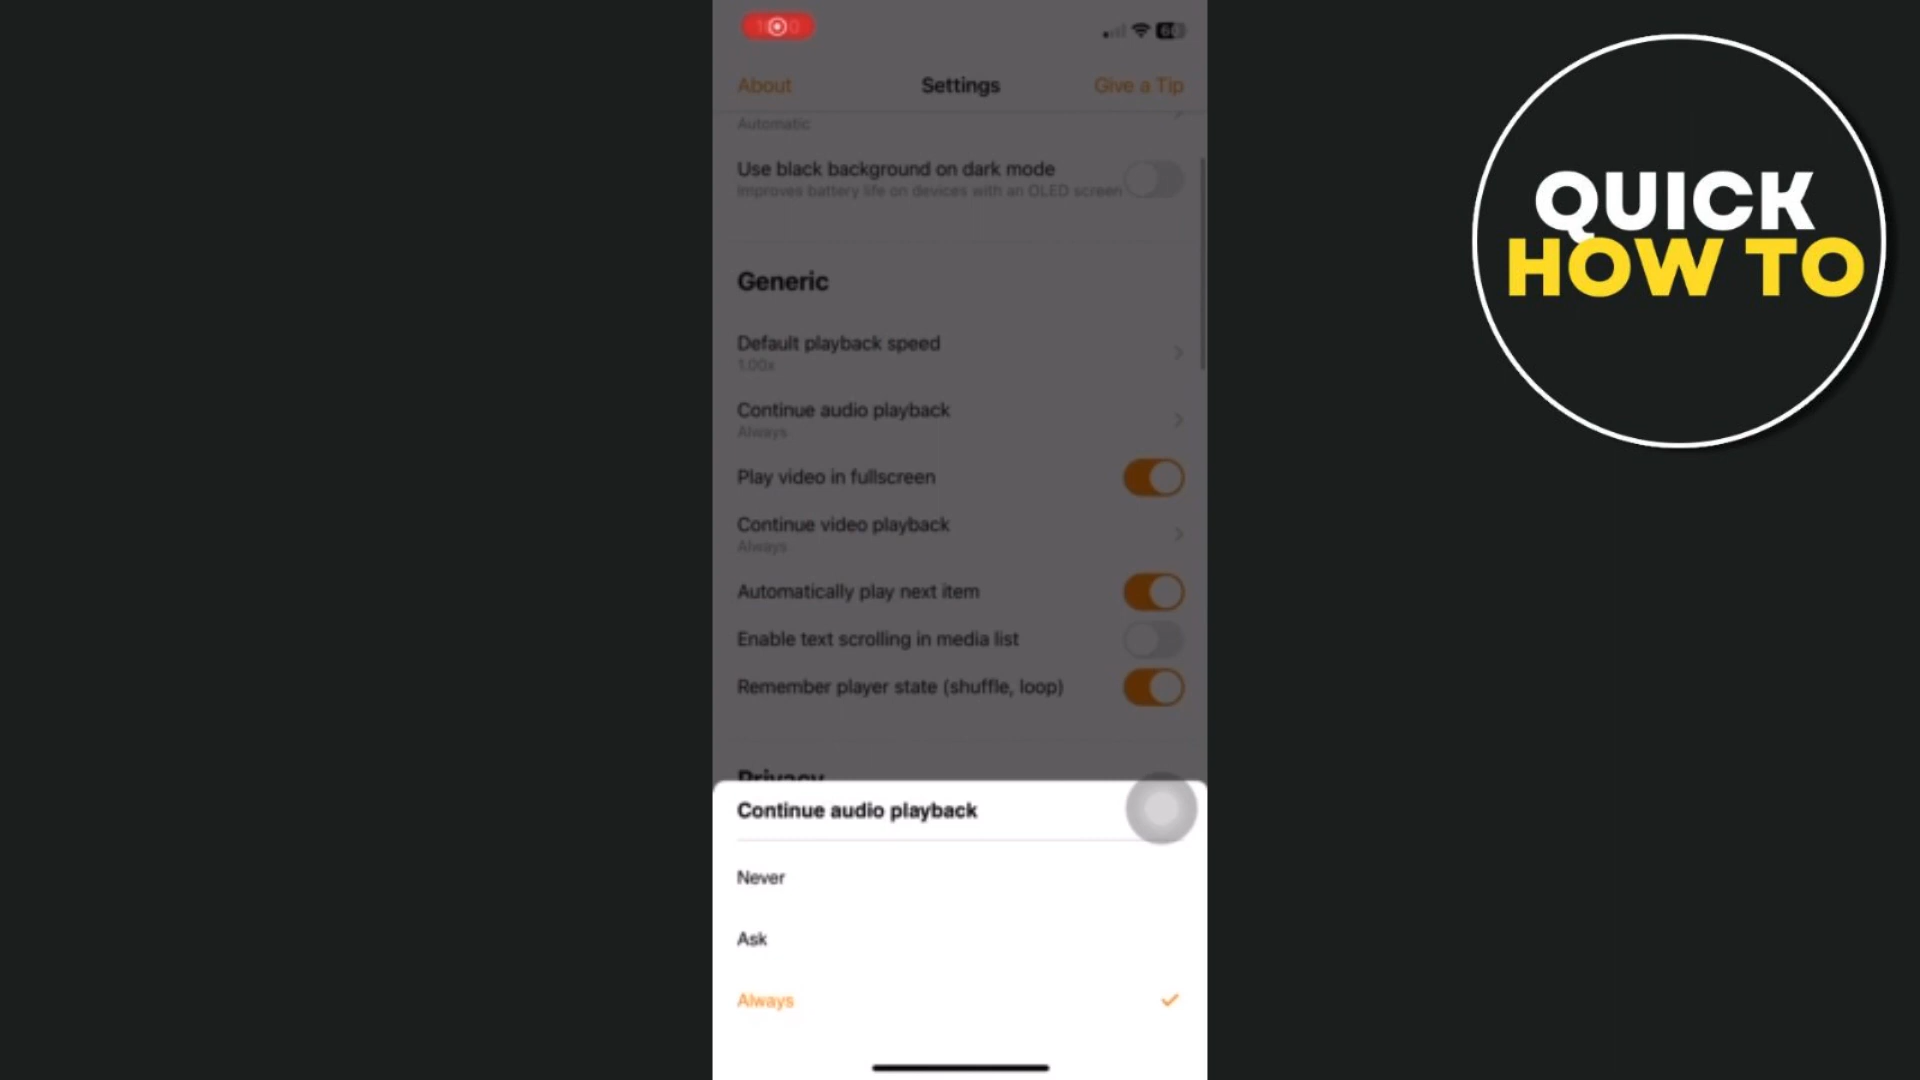 About
Settings
Give a Tip
Automatic
Use black background on dark mode
Improves battery life on devices with an OLED screen
Generic
Default playback speed
1.00x
Continue audio playback
Always
Play video in fullscreen
Continue video playback
Always
Automatically play next item
Enable text scrolling in media list
Remember player state (shuffle, loop)
Privacy
Continue audio playback
Never
Ask
Always
QUICK
HOW TO